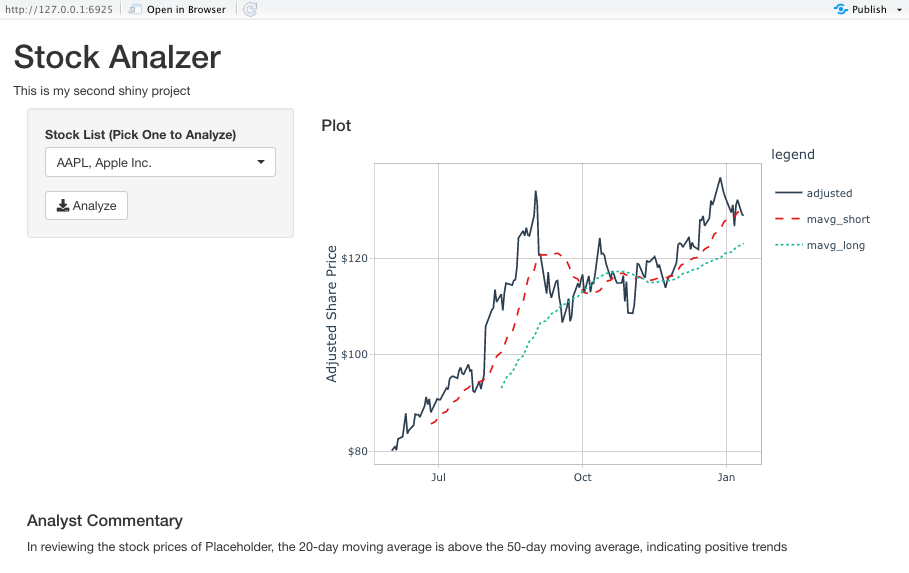 http://127.0.0.1:6925 Open in Browser Publish
Stock Analzer
This is my second shiny project
Stock List (Pick One to Analyze)
AAPL, Apple Inc.
Analyze
Plot
legend
adjusted
mavg_short
mavg_long
Adjusted Share Price
$120
$100
$80
Jul Oct Jan
Analyst Commentary
In reviewing the stock prices of Placeholder, the 20-day moving average is above the 50-day moving average, indicating positive trends